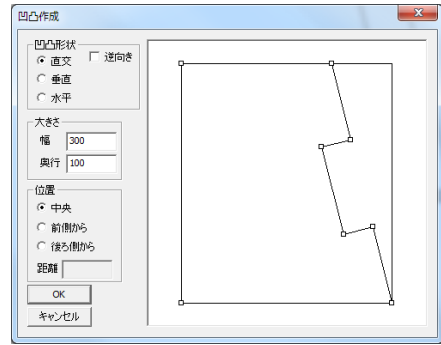 凹凸作成
凹凸形状
直交
逆向き
垂直
水平
大きさ
幅 300
奥行 100
位置
中央
前側から
後ろ側から
距離
OK
キャンセル